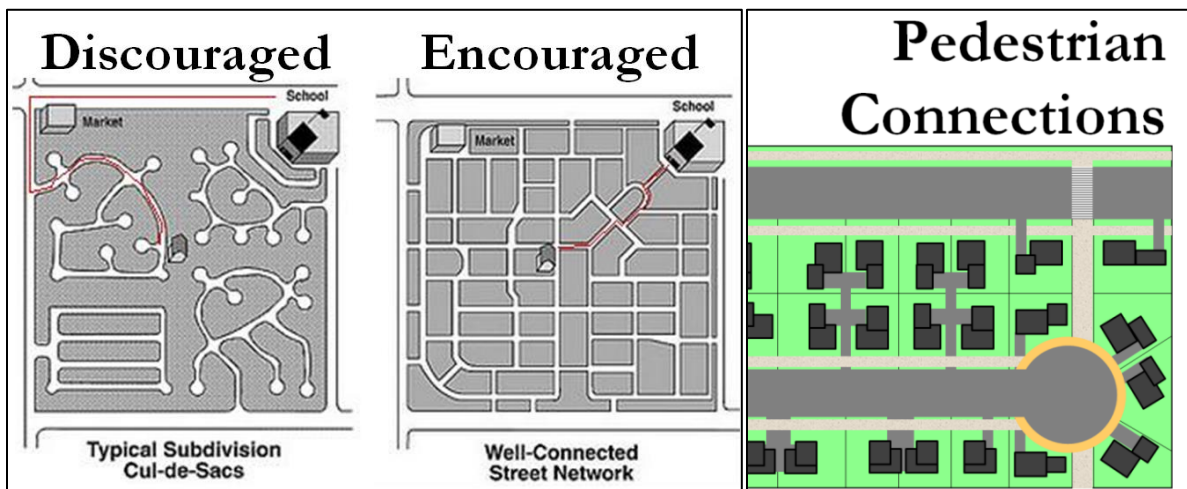 Discouraged
School
Market
Typical Subdivision
Cul-de-Sacs
Encouraged
School
Market
Well-Connected
Street Network
Pedestrian
Connections